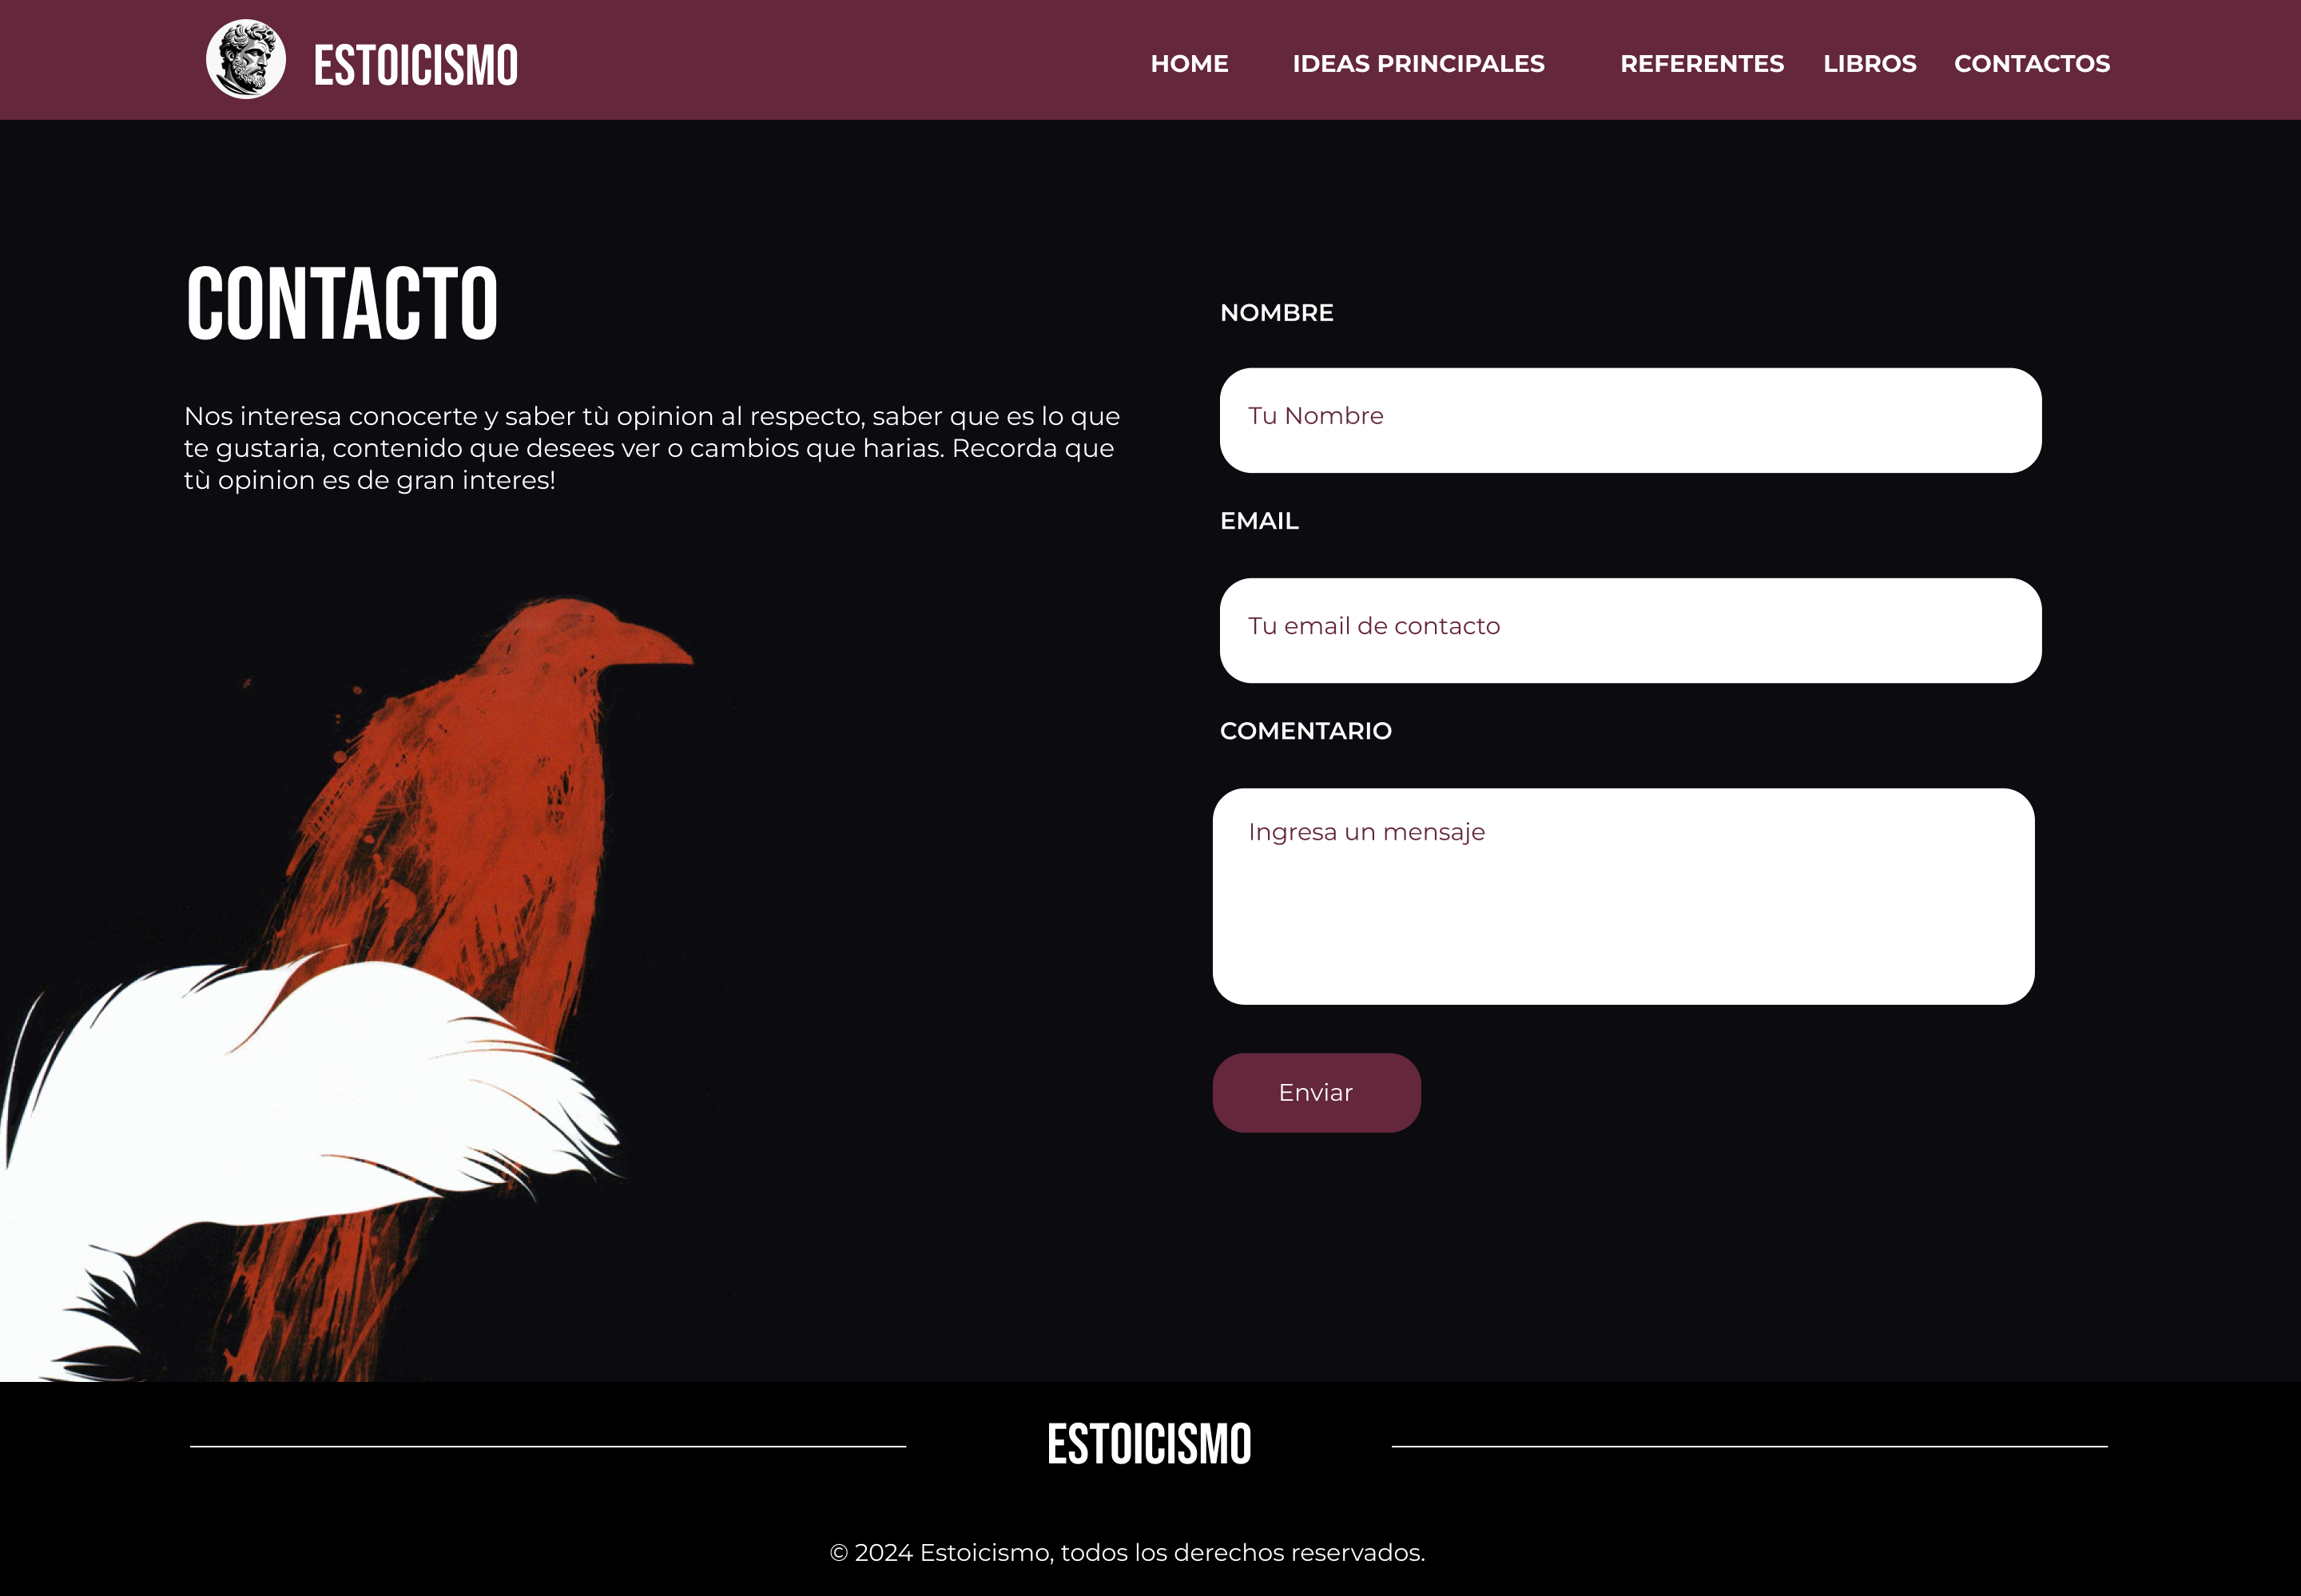 ESTOICISMO
HOME IDEAS PRINCIPALES REFERENTES LIBROS CONTACTOS
CONTACTO
Nos interesa conocerte y saber tù opinion al respecto, saber que es lo que
te gustaria, contenido que desees ver o cambios que harias. Recorda que
tù opinion es de gran interes!
NOMBRE
Tu Nombre
EMAIL
Tu email de contacto
COMENTARIO
Ingresa un mensaje
Enviar
ESTOICISMO
© 2024 Estoicismo, todos los derechos reservados.